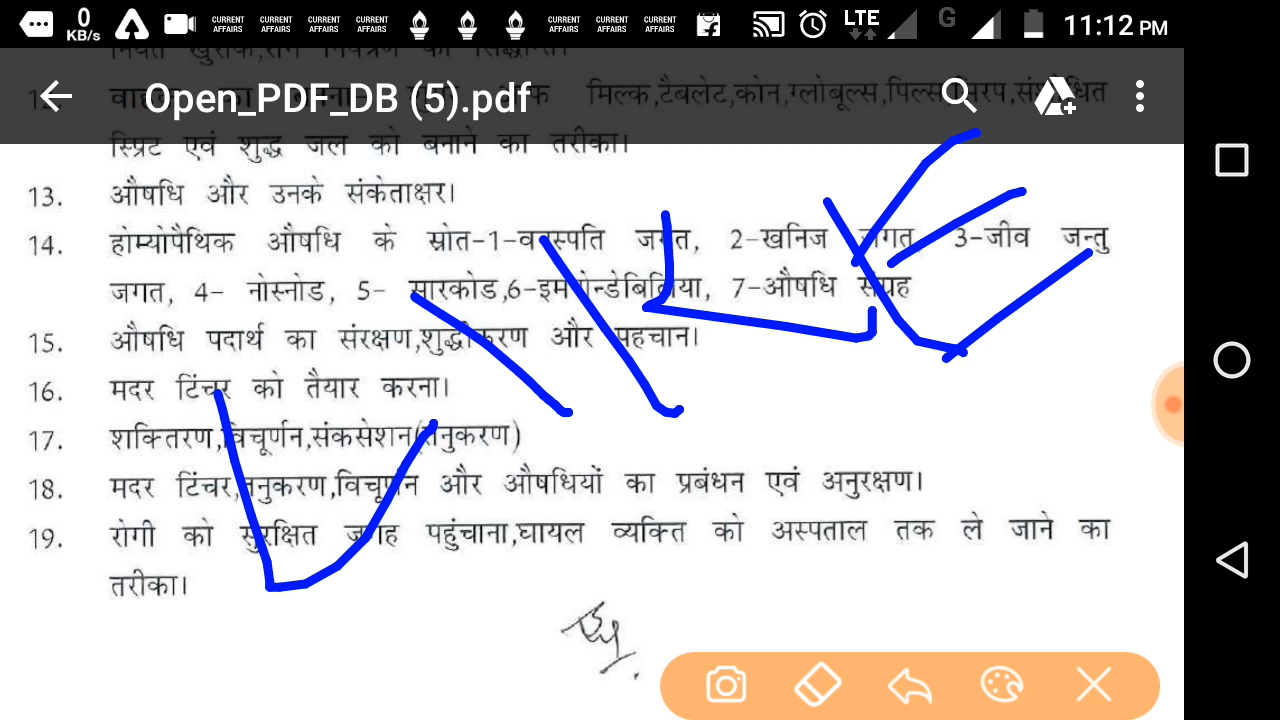 0 KB/s CURRENT AFFAIRS CURRENT AFFAIRS CURRENT AFFAIRS CURRENT AFFAIRS CURRENT AFFAIRS CURRENT AFFAIRS CURRENT AFFAIRS LTE G 11:12 PM
Open_PDF_DB (5).pdf
मिल्क,टैबलेट,कोन,ग्लोबूल्स,पिल्स
स्प्रिट एवं शुद्ध जल को बनाने का तरीका।
13. औषधि और उनके संकेताक्षर।
14. होम्योपैथिक औषधि के स्रोत-1-वनस्पति जगत, 2-खनिज जगत 3-जीव जन्तु
जगत, 4- नोस्नोड, 5- सारकोड,6- 7-औषधि संग्रह
15. औषधि पदार्थ का संरक्षण,शुद्धीकरण और पहचान।
16. मदर टिंचर को तैयार करना।
17. शक्तिरण,विचूर्णन,संकसेशन(तनुकरण)
18. मदर टिंचर,तनुकरण,विचूर्णन और औषधियों का प्रबंधन एवं अनुरक्षण।
19. रोगी को सुरक्षित जगह पहुंचाना,घायल व्यक्ति को अस्पताल तक ले जाने का
तरीका।